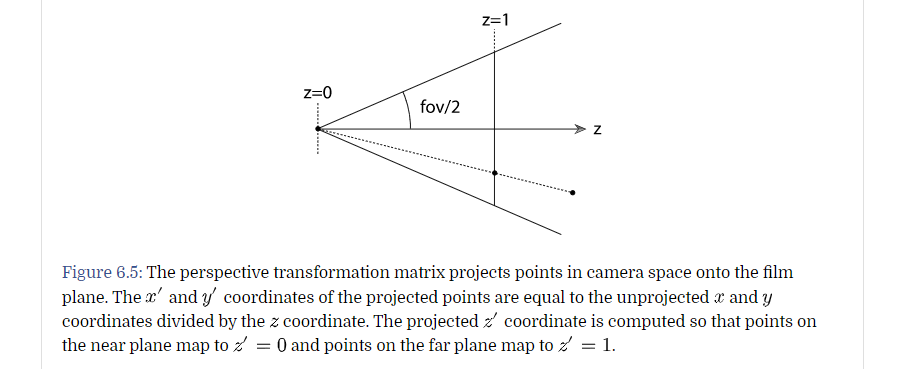 z=1
z=0
fov/2
z
Figure 6.5: The perspective transformation matrix projects points in camera space onto the film
plane. The x′ and y′ coordinates of the projected points are equal to the unprojected x and y
coordinates divided by the z coordinate. The projected z′ coordinate is computed so that points on
the near plane map to z′ = 0 and points on the far plane map to z′ = 1.